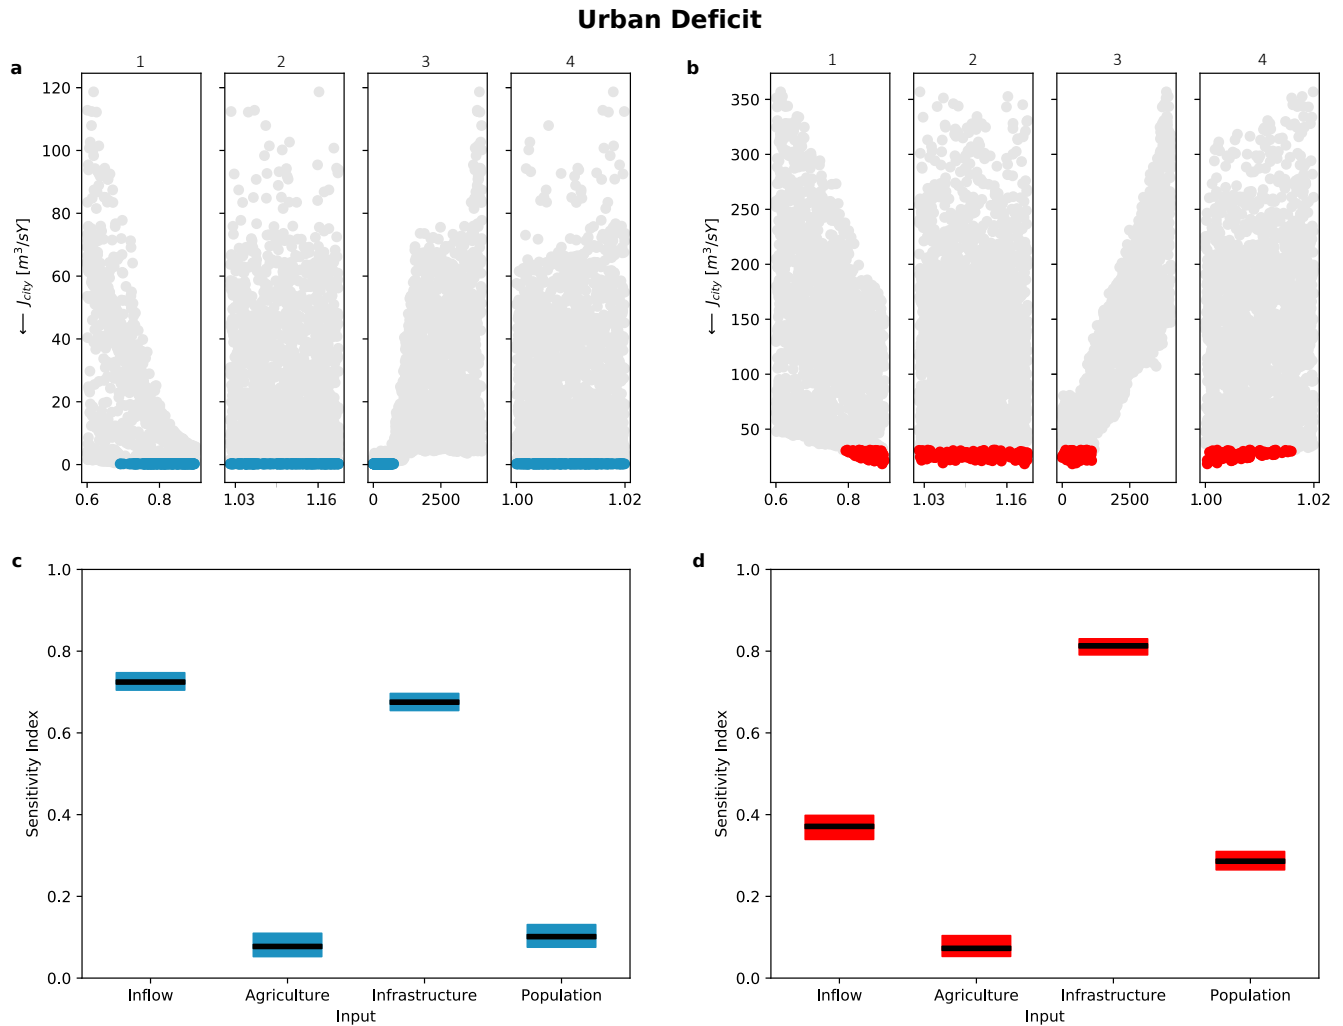 Urban Deficit
a
1
2
3
4
120
100
80
60
40
20
0
⟵ J_city [m^3/sY]
0.6
0.8
1.03
1.16
0
2500
1.00
1.02
b
1
2
3
4
350
300
250
200
150
100
50
⟵ J_city [m^3/sY]
0.6
0.8
1.03
1.16
0
2500
1.00
1.02
c
1.0
0.8
0.6
0.4
0.2
0.0
Sensitivity Index
Inflow
Agriculture
Infrastructure
Population
Input
d
1.0
0.8
0.6
0.4
0.2
0.0
Sensitivity Index
Inflow
Agriculture
Infrastructure
Population
Input